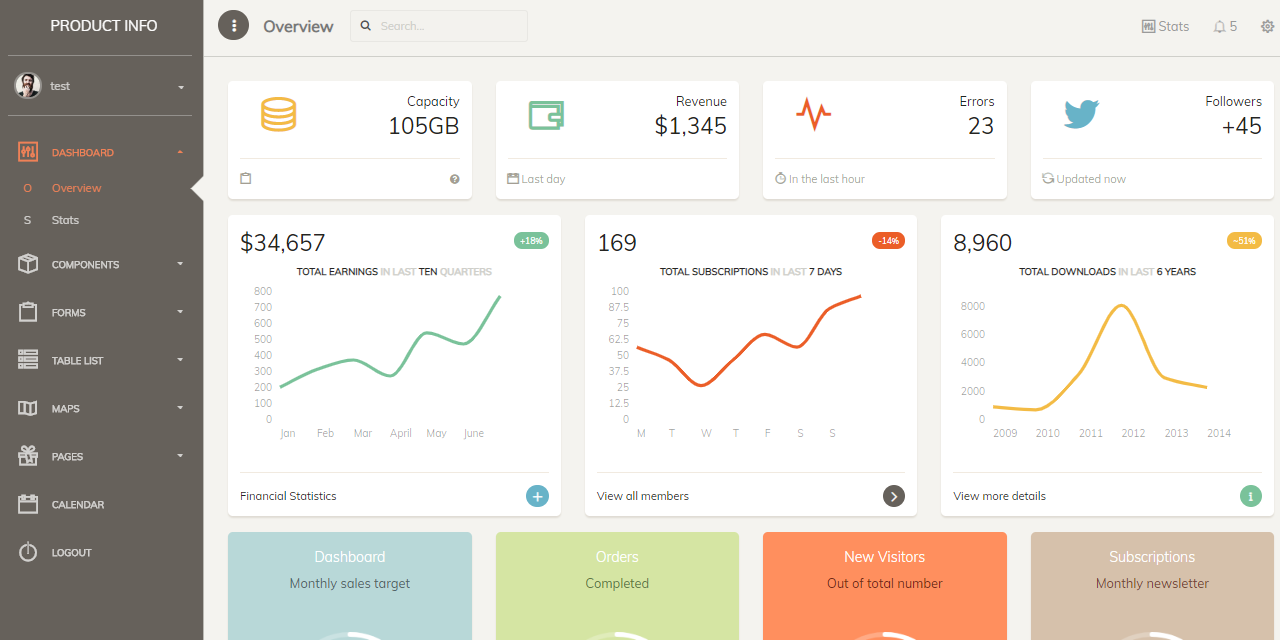 PRODUCT INFO
test
DASHBOARD
O Overview
S Stats
COMPONENTS
FORMS
TABLE LIST
MAPS
PAGES
CALENDAR
LOGOUT
Overview
Search...
Stats
5
Capacity
105GB
Revenue
$1,345
Last day
Errors
23
In the last hour
Followers
+45
Updated now
$34,657
+18%
TOTAL EARNINGS IN LAST TEN QUARTERS
800
700
600
500
400
300
200
100
0
Jan Feb Mar April May June
Financial Statistics
169
-14%
TOTAL SUBSCRIPTIONS IN LAST 7 DAYS
100
87.5
75
62.5
50
37.5
25
12.5
0
M T W T F S S
View all members
8,960
~51%
TOTAL DOWNLOADS IN LAST 6 YEARS
8000
6000
4000
2000
0
2009 2010 2011 2012 2013 2014
View more details
Dashboard
Monthly sales target
Orders
Completed
New Visitors
Out of total number
Subscriptions
Monthly newsletter